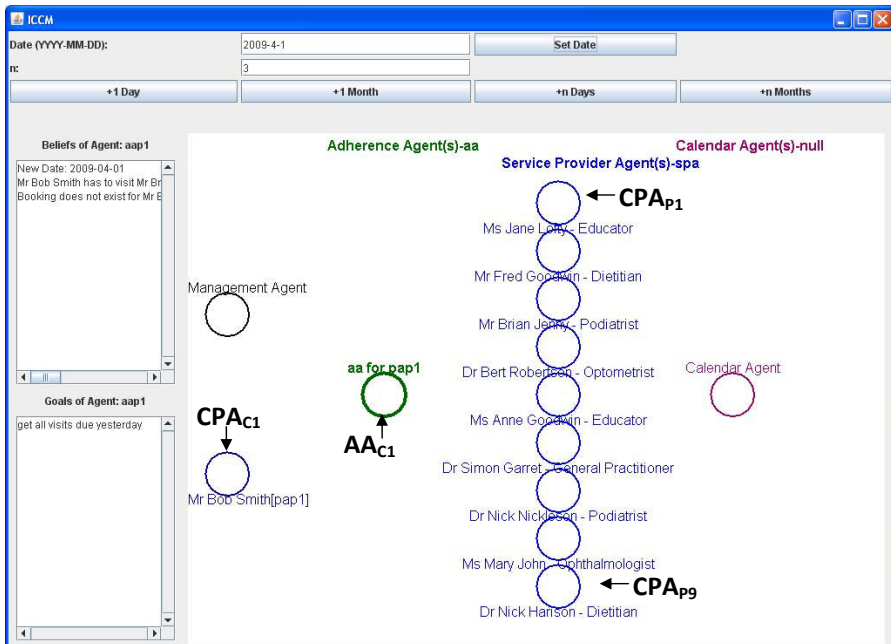 ICCM
Date (YYYY-MM-DD):
2009-4-1
Set Date
n:
3
+1 Day
+1 Month
+n Days
+n Months
Beliefs of Agent: aap1
New Date: 2009-04-01
Mr Bob Smith has to visit Mr Br
Booking does not exist for Mr B
Goals of Agent: aap1
get all visits due yesterday
Adherence Agent(s)-aa
Calendar Agent(s)-null
Service Provider Agent(s)-spa
CPAP1
Ms Jane Lolly - Educator
Mr Fred Goodwin - Dietitian
Management Agent
Mr Brian Jenny - Podiatrist
aa for pap1
Dr Bert Robertson - Optometrist
Calendar Agent
CPAC1
AAC1
Ms Anne Goodwin - Educator
Dr Simon Garret - General Practitioner
Mr Bob Smith[pap1]
Dr Nick Nickleson - Podiatrist
Ms Mary John - Ophthalmologist
CPAP9
Dr Nick Harison - Dietitian